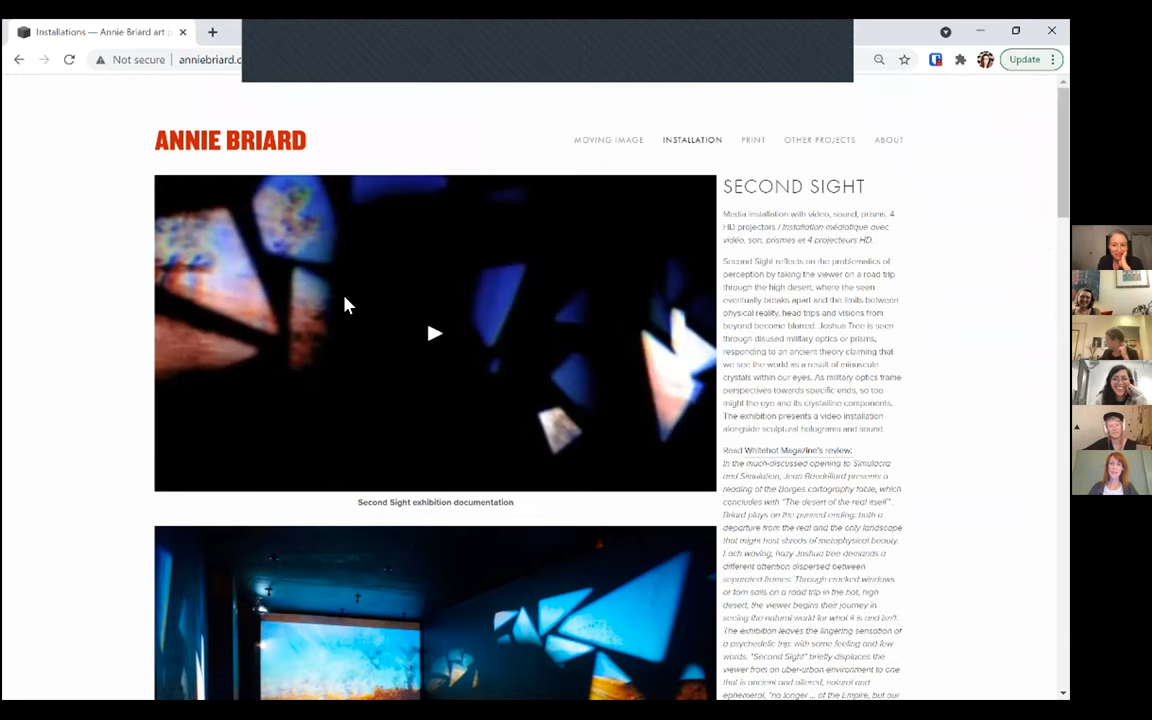 Installations — Annie Briard art p
Not secure
anniebriard.c
Update
ANNIE BRIARD
MOVING IMAGE
INSTALLATION
PRINT
OTHER PROJECTS
ABOUT
SECOND SIGHT
Media installation with video, sound, prisms, 4
HD projectors / Installation médiatique avec
vidéo, son, prismes et 4 projecteurs HD.
Second Sight reflects on the problematics of
perception by taking the viewer on a road trip
through the high desert, where the seen
eventually breaks apart and the limits between
physical reality, head trips and visions from
beyond become blurred. Joshua Tree is seen
through disused military optics or prisms,
responding to an ancient theory claiming that
we see the world as a result of minuscule
crystals within our eyes. As military optics frame
perspectives towards specific ends, so too
might the eye and its crystalline components.
The exhibition presents a video installation
alongside sculptural holograms and sound.
Read Whitehot Magazine's review:
In the much-discussed opening to Simulacra
and Simulation, Jean Baudrillard presents a
reading of the Borges cartography fable, which
concludes with "The desert of the real itself".
Briard plays on the punned ending: both a
departure from the real and the only landscape
that might host shreds of metaphysical beauty.
Each waving, hazy Joshua tree demands a
different attention dispersed between
separated frames. Through cracked windows
or torn sails on a road trip in the hot, high
desert, the viewer begins their journey in
seeing the natural world for what it is and isn't.
The exhibition leaves the lingering sensation of
a psychedelic trip: with some feeling and few
words. "Second Sight" briefly displaces the
viewer from an uber-urban environment to one
that is ancient and altered, natural and
ephemeral, "no longer ... of the Empire, but our
Second Sight exhibition documentation